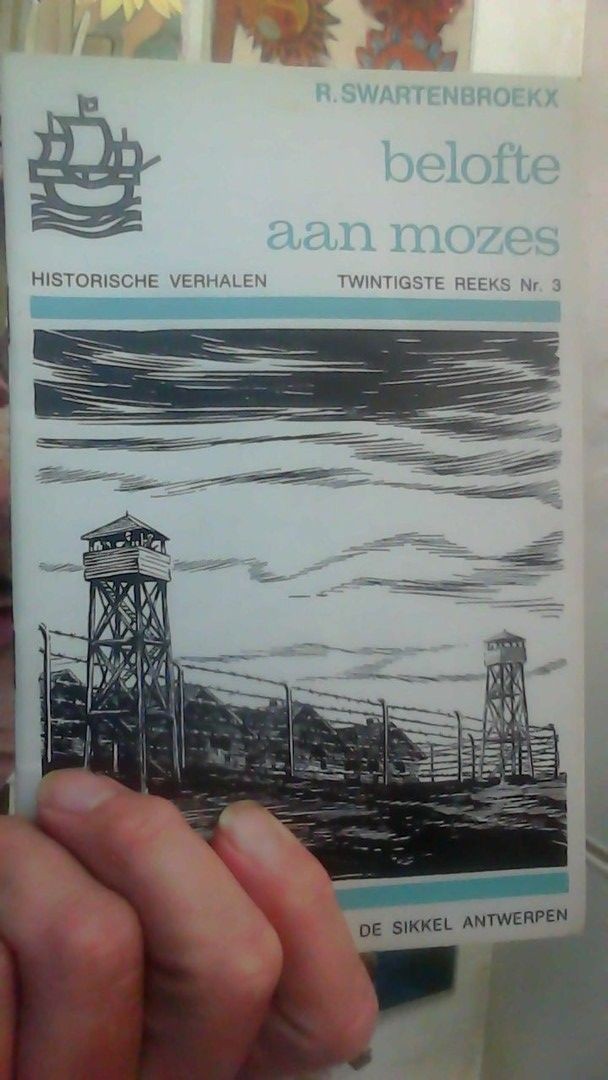 R. SWARTENBROEKX
belofte
aan mozes
HISTORISCHE VERHALEN TWINTIGSTE REEKS Nr. 3
DE SIKKEL ANTWERPEN